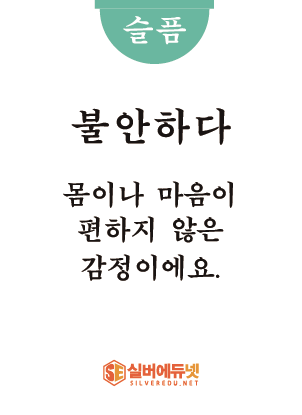 슬픔
불안하다
몸이나 마음이
편하지 않은
감정이에요.
SE 실버에듀넷
SILVEREDU.NET